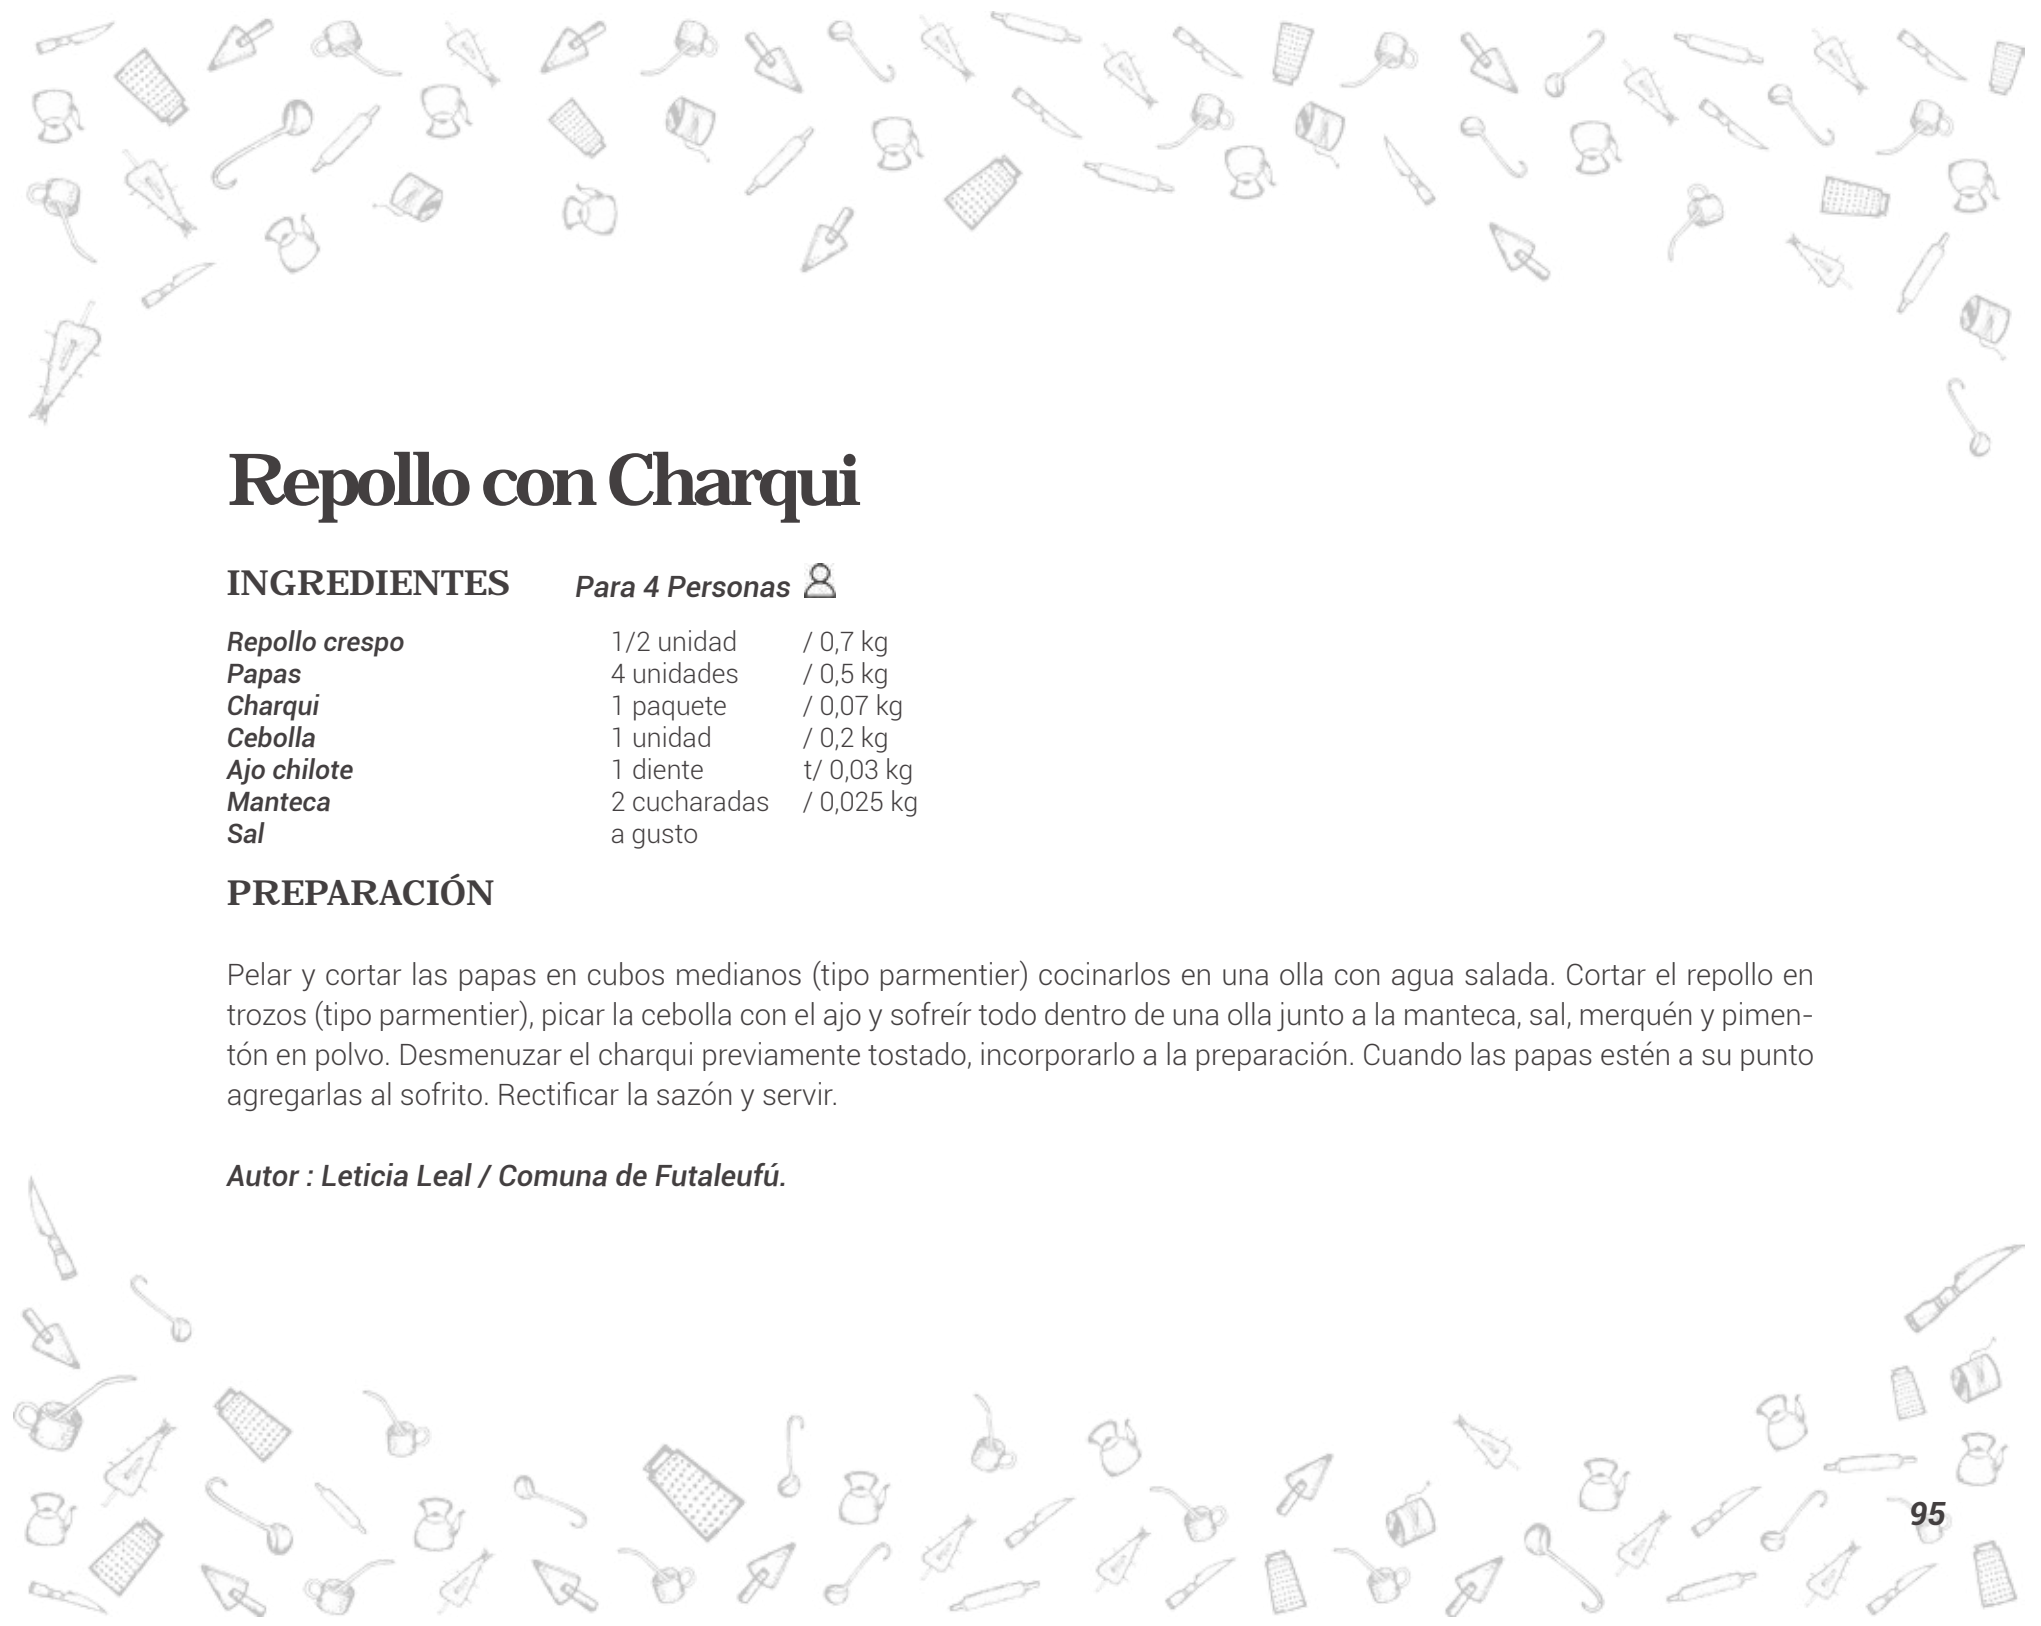 Repollo con Charqui
INGREDIENTES Para 4 Personas
Repollo crespo 1/2 unidad / 0,7 kg
Papas 4 unidades / 0,5 kg
Charqui 1 paquete / 0,07 kg
Cebolla 1 unidad / 0,2 kg
Ajo chilote 1 diente t/ 0,03 kg
Manteca 2 cucharadas / 0,025 kg
Sal a gusto
PREPARACIÓN
Pelar y cortar las papas en cubos medianos (tipo parmentier) cocinarlos en una olla con agua salada. Cortar el repollo en
trozos (tipo parmentier), picar la cebolla con el ajo y sofreír todo dentro de una olla junto a la manteca, sal, merquén y pimen-
tón en polvo. Desmenuzar el charqui previamente tostado, incorporarlo a la preparación. Cuando las papas estén a su punto
agregarlas al sofrito. Rectificar la sazón y servir.
Autor : Leticia Leal / Comuna de Futaleufú.
95